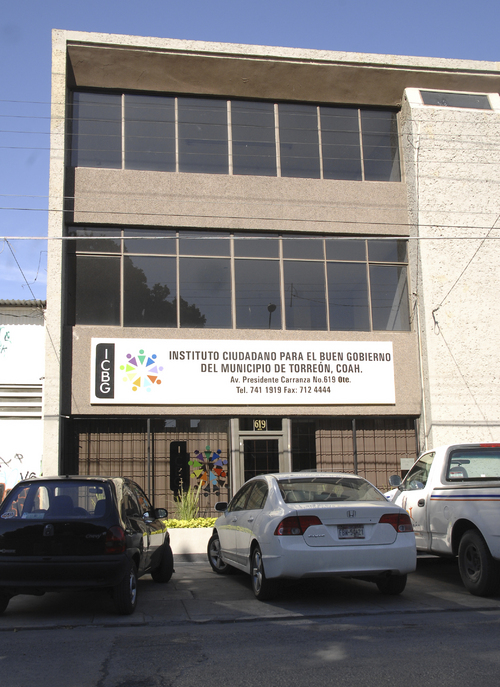 ICBG
INSTITUTO CIUDADANO PARA EL BUEN GOBIERNO
DEL MUNICIPIO DE TORREÓN, COAH.
Av. Presidente Carranza No.619 Ote.
Tel. 741 1919 Fax: 712 4444
619